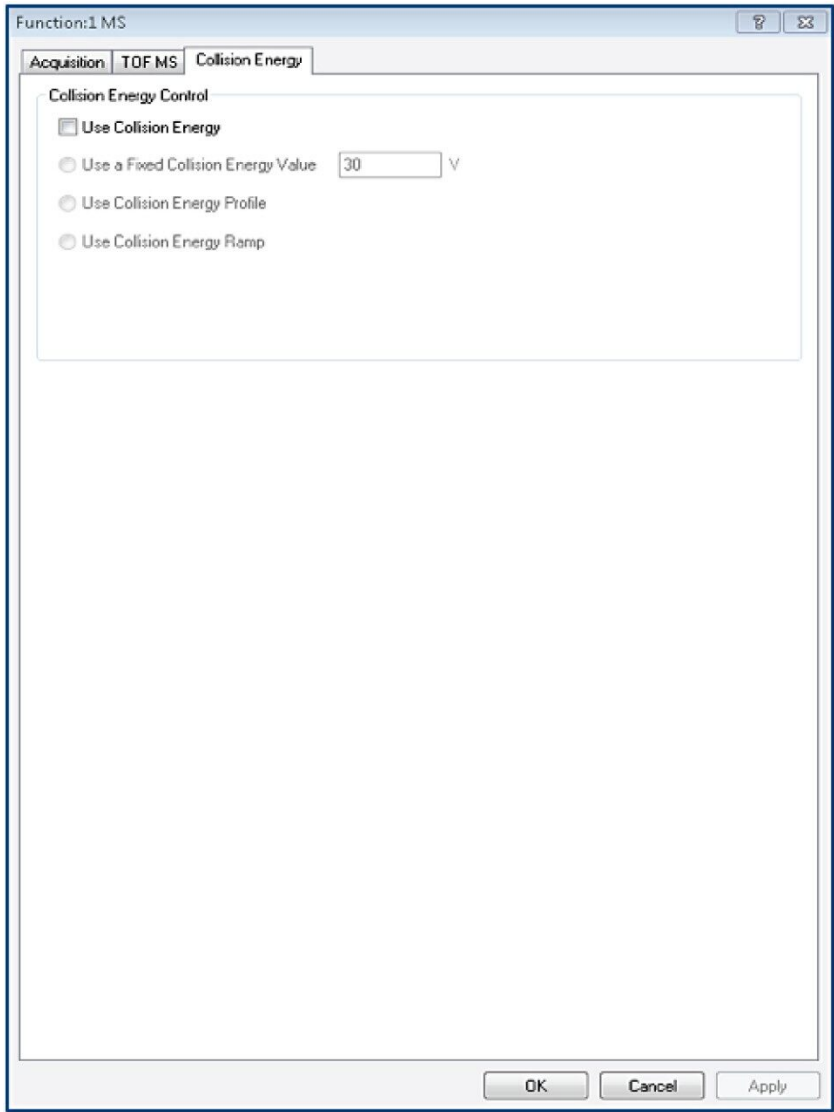 Function:1 MS
Acquisition TOF MS Collision Energy
Collision Energy Control
Use Collision Energy
Use a Fixed Collision Energy Value 30 V
Use Collision Energy Profile
Use Collision Energy Ramp
OK Cancel Apply